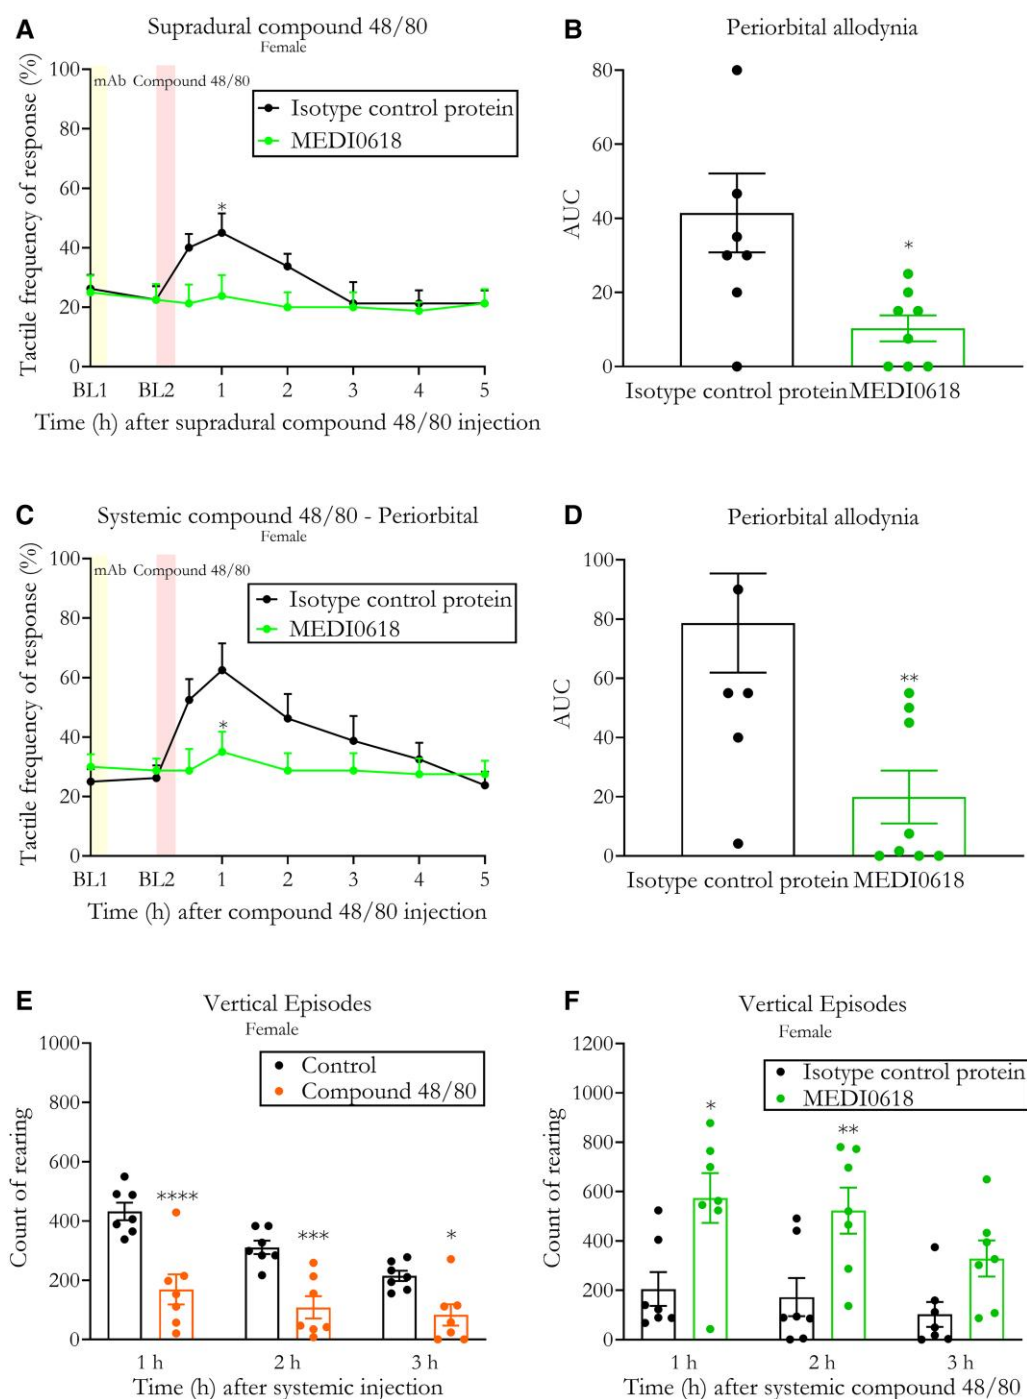 A
Supradural compound 48/80
Female
Tactile frequency of response (%)
100
80
60
40
20
0
mAb Compound 48/80
Isotype control protein
MEDI0618
*
BL1 BL2 1 2 3 4 5
Time (h) after supradural compound 48/80 injection
B
Periorbital allodynia
AUC
80
60
40
20
0
*
Isotype control protein MEDI0618
C
Systemic compound 48/80 - Periorbital
Female
Tactile frequency of response (%)
100
80
60
40
20
0
mAb Compound 48/80
Isotype control protein
MEDI0618
*
BL1 BL2 1 2 3 4 5
Time (h) after compound 48/80 injection
D
Periorbital allodynia
AUC
100
80
60
40
20
0
**
Isotype control protein MEDI0618
E
Vertical Episodes
Female
Count of rearing
1000
800
600
400
200
0
Control
Compound 48/80
****
***
*
1 h 2 h 3 h
Time (h) after systemic injection
F
Vertical Episodes
Female
Count of rearing
1200
1000
800
600
400
200
0
Isotype control protein
MEDI0618
*
**
1 h 2 h 3 h
Time (h) after systemic compound 48/80